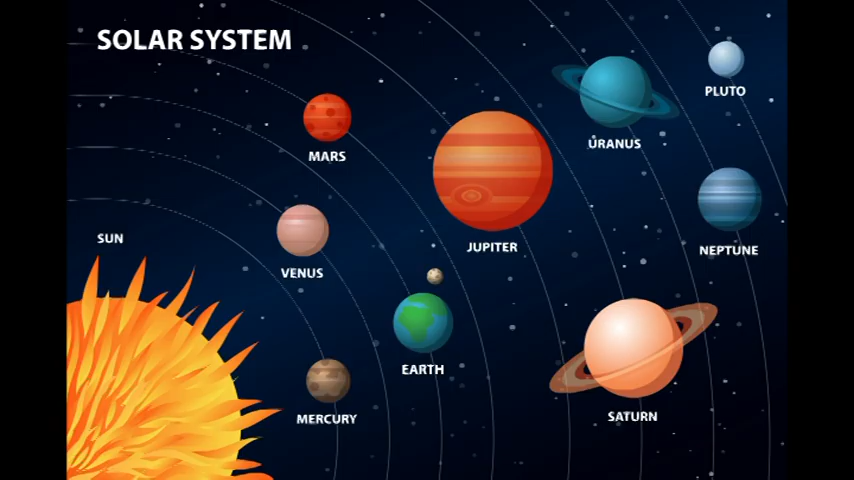 SOLAR SYSTEM
PLUTO
URANUS
MARS
SUN
JUPITER
NEPTUNE
VENUS
EARTH
MERCURY
SATURN